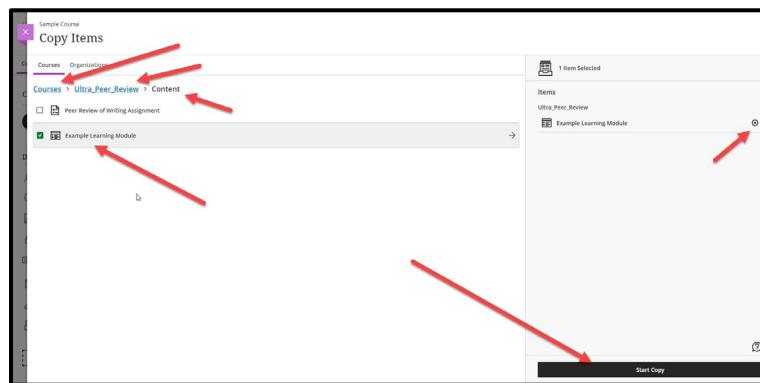 Sample Course
Copy Items
Courses Organizations
Courses > Ultra_Peer_Review > Content
Peer Review of Writing Assignment
Example Learning Module
1 Item Selected
Items
Ultra_Peer_Review
Example Learning Module
Start Copy